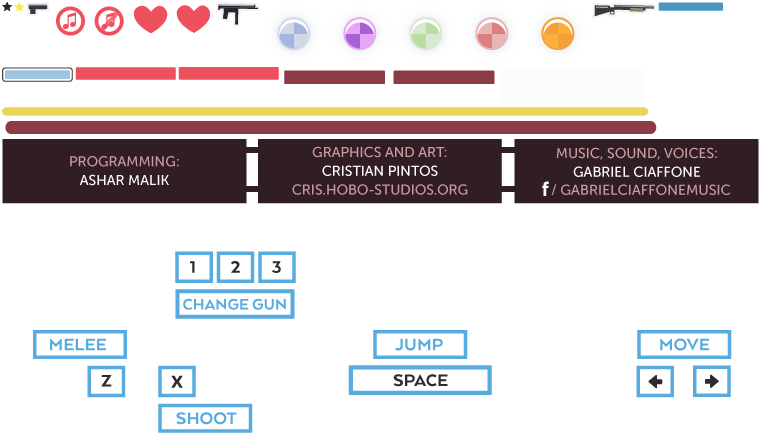 PROGRAMMING:
ASHAR MALIK
GRAPHICS AND ART:
CRISTIAN PINTOS
CRIS.HOBO-STUDIOS.ORG
MUSIC, SOUND, VOICES:
GABRIEL CIAFFONE
f / GABRIELCIAFFONEMUSIC
1 2 3
CHANGE GUN
MELEE
Z
X
SHOOT
JUMP
SPACE
MOVE